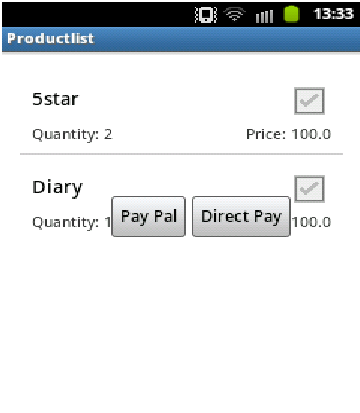 13:33
Productlist
5star
Quantity: 2 Price: 100.0
Diary
Quantity: 1 Pay Pal Direct Pay 100.0